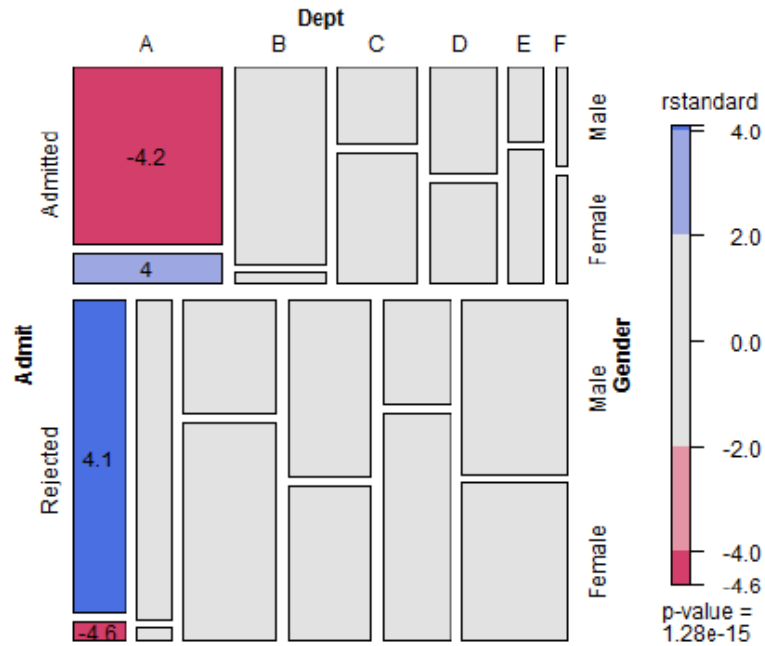 Dept
A B C D E F
Admitted
-4.2
4
Male
Female
Admit
Rejected
4.1
-4.6
Male
Female
Gender
rstandard
4.0
2.0
0.0
-2.0
-4.0
-4.6
p-value =
1.28e-15